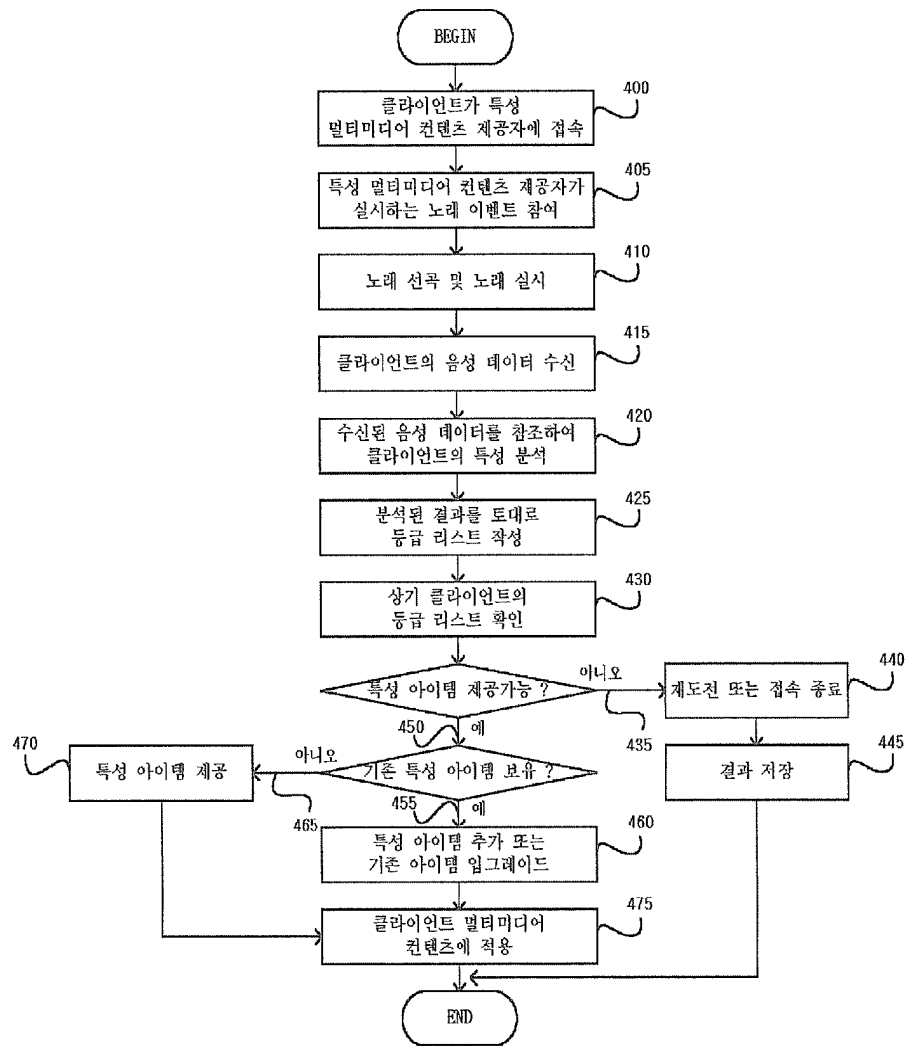 BEGIN
클라이언트가 특성
멀티미디어 컨텐츠 제공자에 접속
400
특성 멀티미디어 컨텐츠 제공자가
실시하는 노래 이벤트 참여
405
노래 선곡 및 노래 실시
410
클라이언트의 음성 데이터 수신
415
수신된 음성 데이터를 참조하여
클라이언트의 특성 분석
420
분석된 결과를 토대로
등급 리스트 작성
425
상기 클라이언트의
등급 리스트 확인
430
특성 아이템 제공가능 ?
아니오
435
재도전 또는 접속 종료
440
450
예
결과 저장
445
기존 특성 아이템 보유 ?
아니오
465
특성 아이템 제공
470
455
예
특성 아이템 추가 또는
기존 아이템 업그레이드
460
클라이언트 멀티미디어
컨텐츠에 적용
475
END